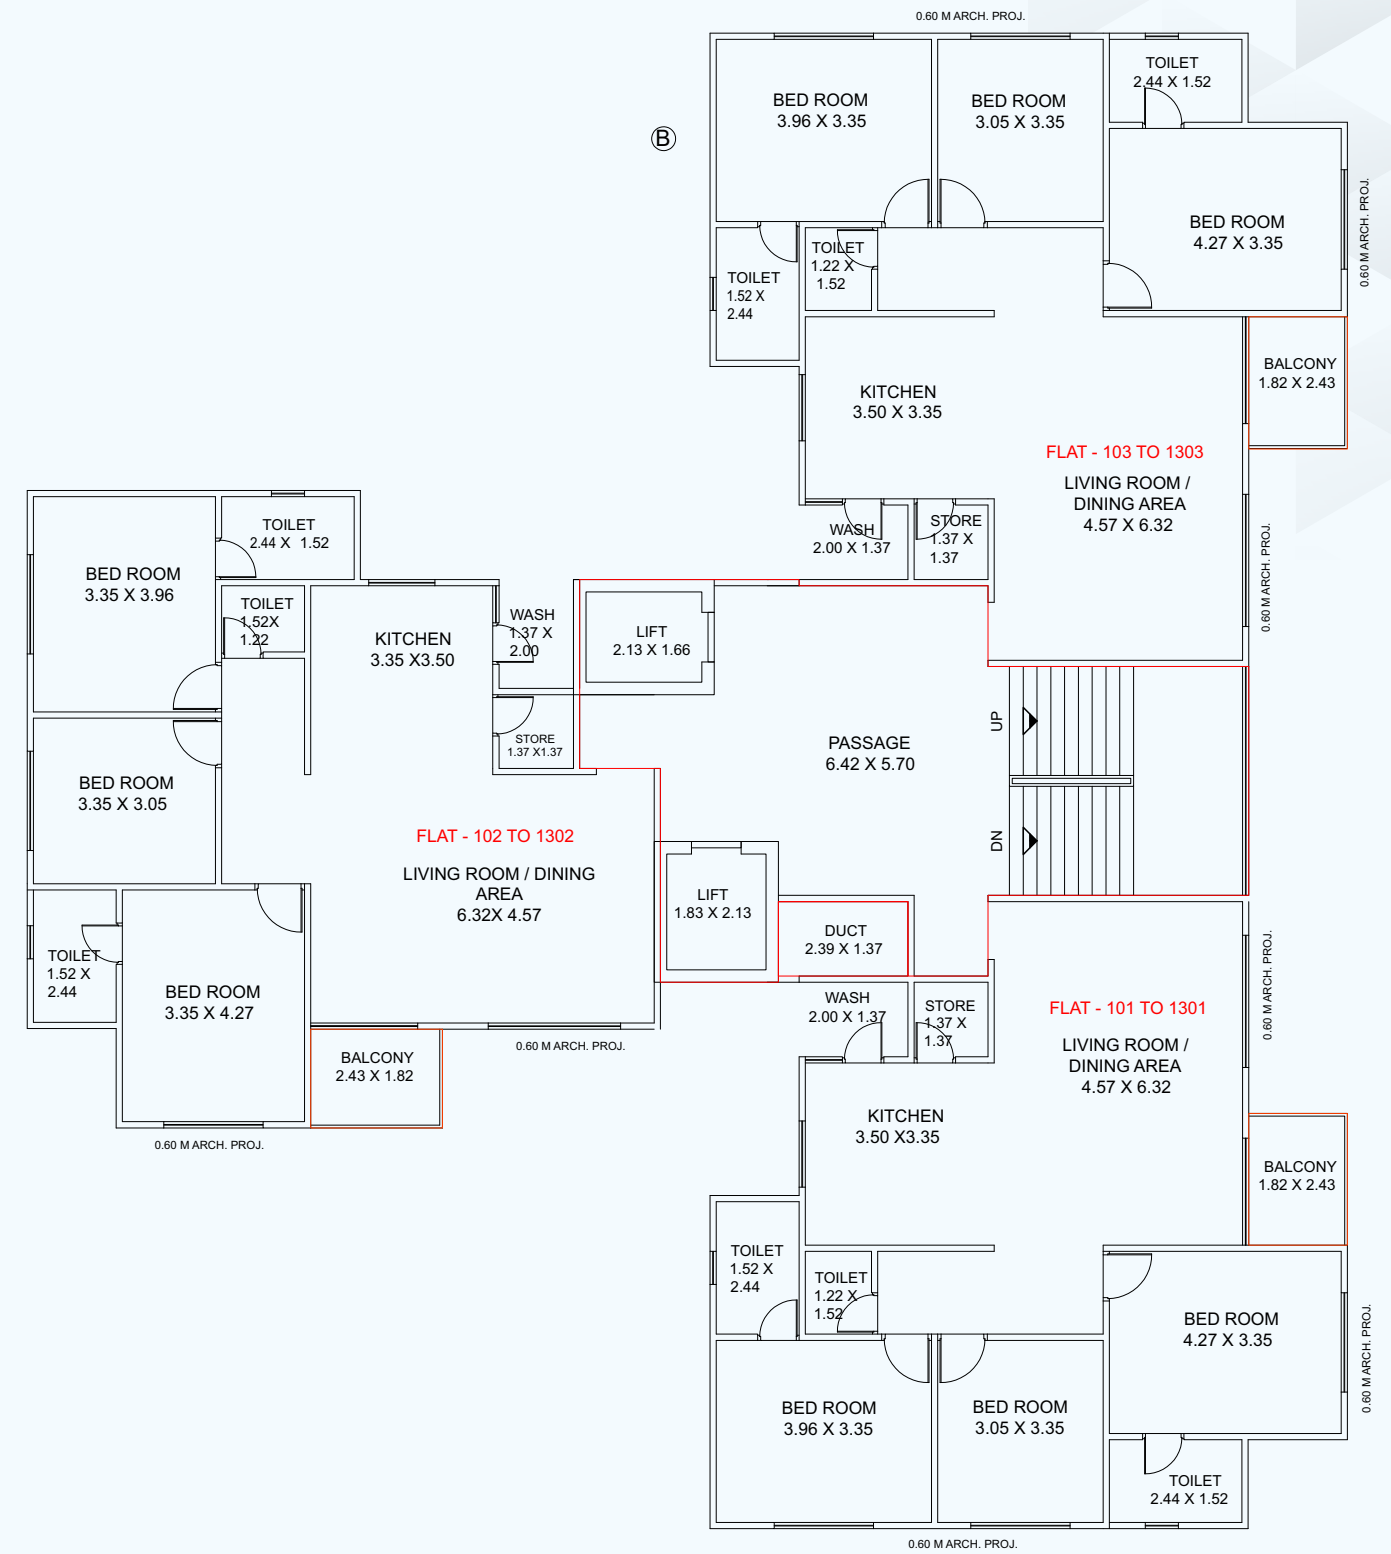 0.60 M ARCH. PROJ.
B
BED ROOM
3.96 X 3.35
BED ROOM
3.05 X 3.35
TOILET
2.44 X 1.52
BED ROOM
4.27 X 3.35
0.60 M ARCH. PROJ.
TOILET
1.52 X
2.44
TOILET
1.22 X
1.52
KITCHEN
3.50 X 3.35
BALCONY
1.82 X 2.43
FLAT - 103 TO 1303
LIVING ROOM /
DINING AREA
4.57 X 6.32
0.60 M ARCH. PROJ.
WASH
2.00 X 1.37
STORE
1.37 X
1.37
TOILET
2.44 X 1.52
BED ROOM
3.35 X 3.96
TOILET
1.52X
1.22
KITCHEN
3.35 X3.50
WASH
1.37 X
2.00
LIFT
2.13 X 1.66
STORE
1.37 X1.37
PASSAGE
6.42 X 5.70
UP
DN
BED ROOM
3.35 X 3.05
FLAT - 102 TO 1302
LIVING ROOM / DINING
AREA
6.32X 4.57
LIFT
1.83 X 2.13
DUCT
2.39 X 1.37
TOILET
1.52 X
2.44
BED ROOM
3.35 X 4.27
BALCONY
2.43 X 1.82
0.60 M ARCH. PROJ.
0.60 M ARCH. PROJ.
WASH
2.00 X 1.37
STORE
1.37 X
1.37
FLAT - 101 TO 1301
LIVING ROOM /
DINING AREA
4.57 X 6.32
0.60 M ARCH. PROJ.
KITCHEN
3.50 X3.35
BALCONY
1.82 X 2.43
TOILET
1.52 X
2.44
TOILET
1.22 X
1.52
BED ROOM
4.27 X 3.35
0.60 M ARCH. PROJ.
BED ROOM
3.96 X 3.35
BED ROOM
3.05 X 3.35
TOILET
2.44 X 1.52
0.60 M ARCH. PROJ.